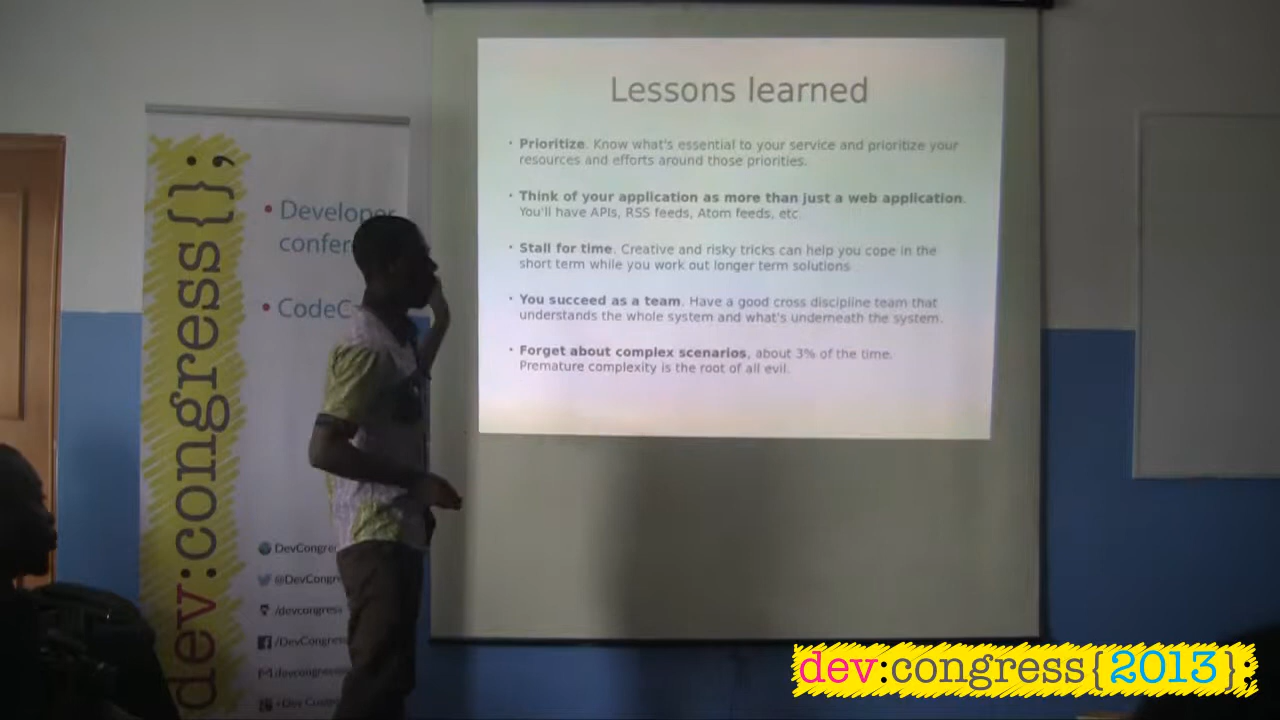 Lessons learned
• Prioritize. Know what's essential to your service and prioritize your
resources and efforts around those priorities.
• Think of your application as more than just a web application.
You'll have APIs, RSS feeds, Atom feeds, etc.
• Stall for time. Creative and risky tricks can help you cope in the
short term while you work out longer term solutions
• You succeed as a team. Have a good cross discipline team that
understands the whole system and what's underneath the system.
• Forget about complex scenarios, about 3% of the time.
Premature complexity is the root of all evil.
dev:congress{};
• Developer
confer
• CodeC
DevCongre
@DevCongr
/devcongress
/DevCongress
devcongress
dev:congress{2013};